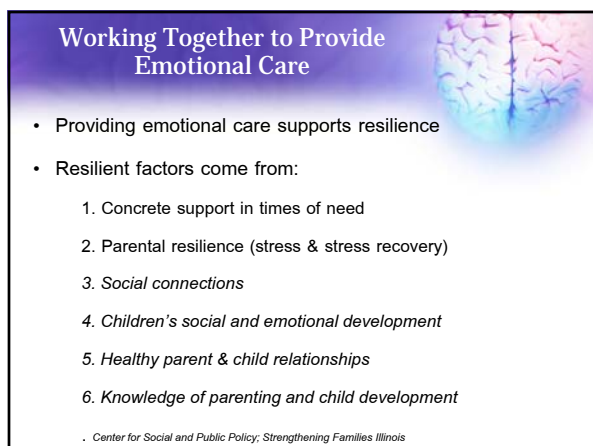 Working Together to Provide
Emotional Care
• Providing emotional care supports resilience
• Resilient factors come from:
1. Concrete support in times of need
2. Parental resilience (stress & stress recovery)
3. Social connections
4. Children's social and emotional development
5. Healthy parent & child relationships
6. Knowledge of parenting and child development
. Center for Social and Public Policy; Strengthening Families Illinois